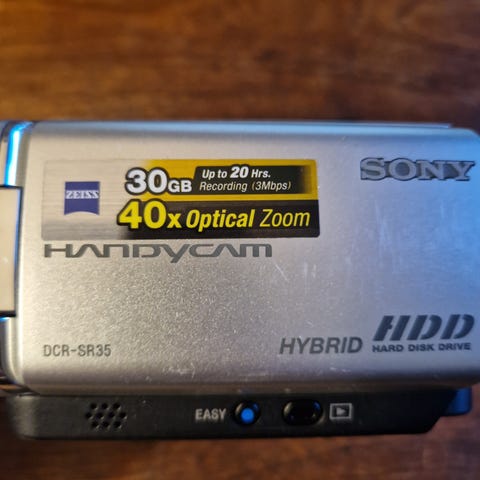 ZEISS
30GB Up to 20 Hrs.
Recording (3Mbps)
40x Optical Zoom
SONY
HANDYCAM
DCR-SR35
HYBRID HDD
HARD DISK DRIVE
EASY